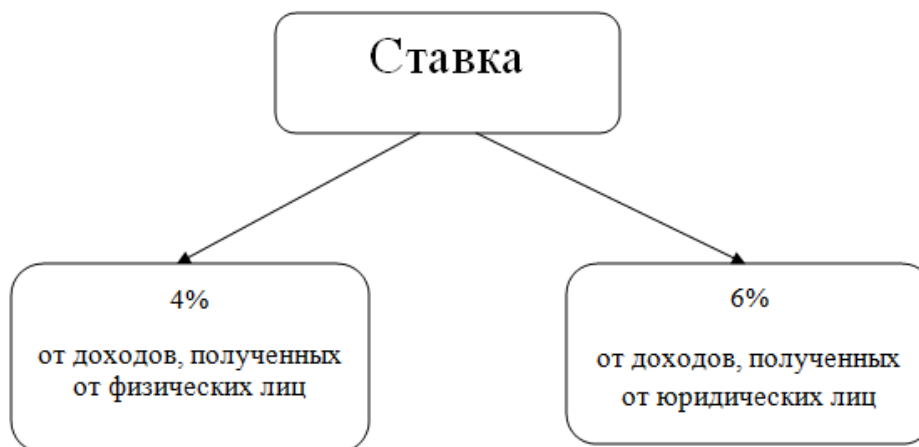 Ставка
4%
от доходов, полученных
от физических лиц
6%
от доходов, полученных
от юридических лиц